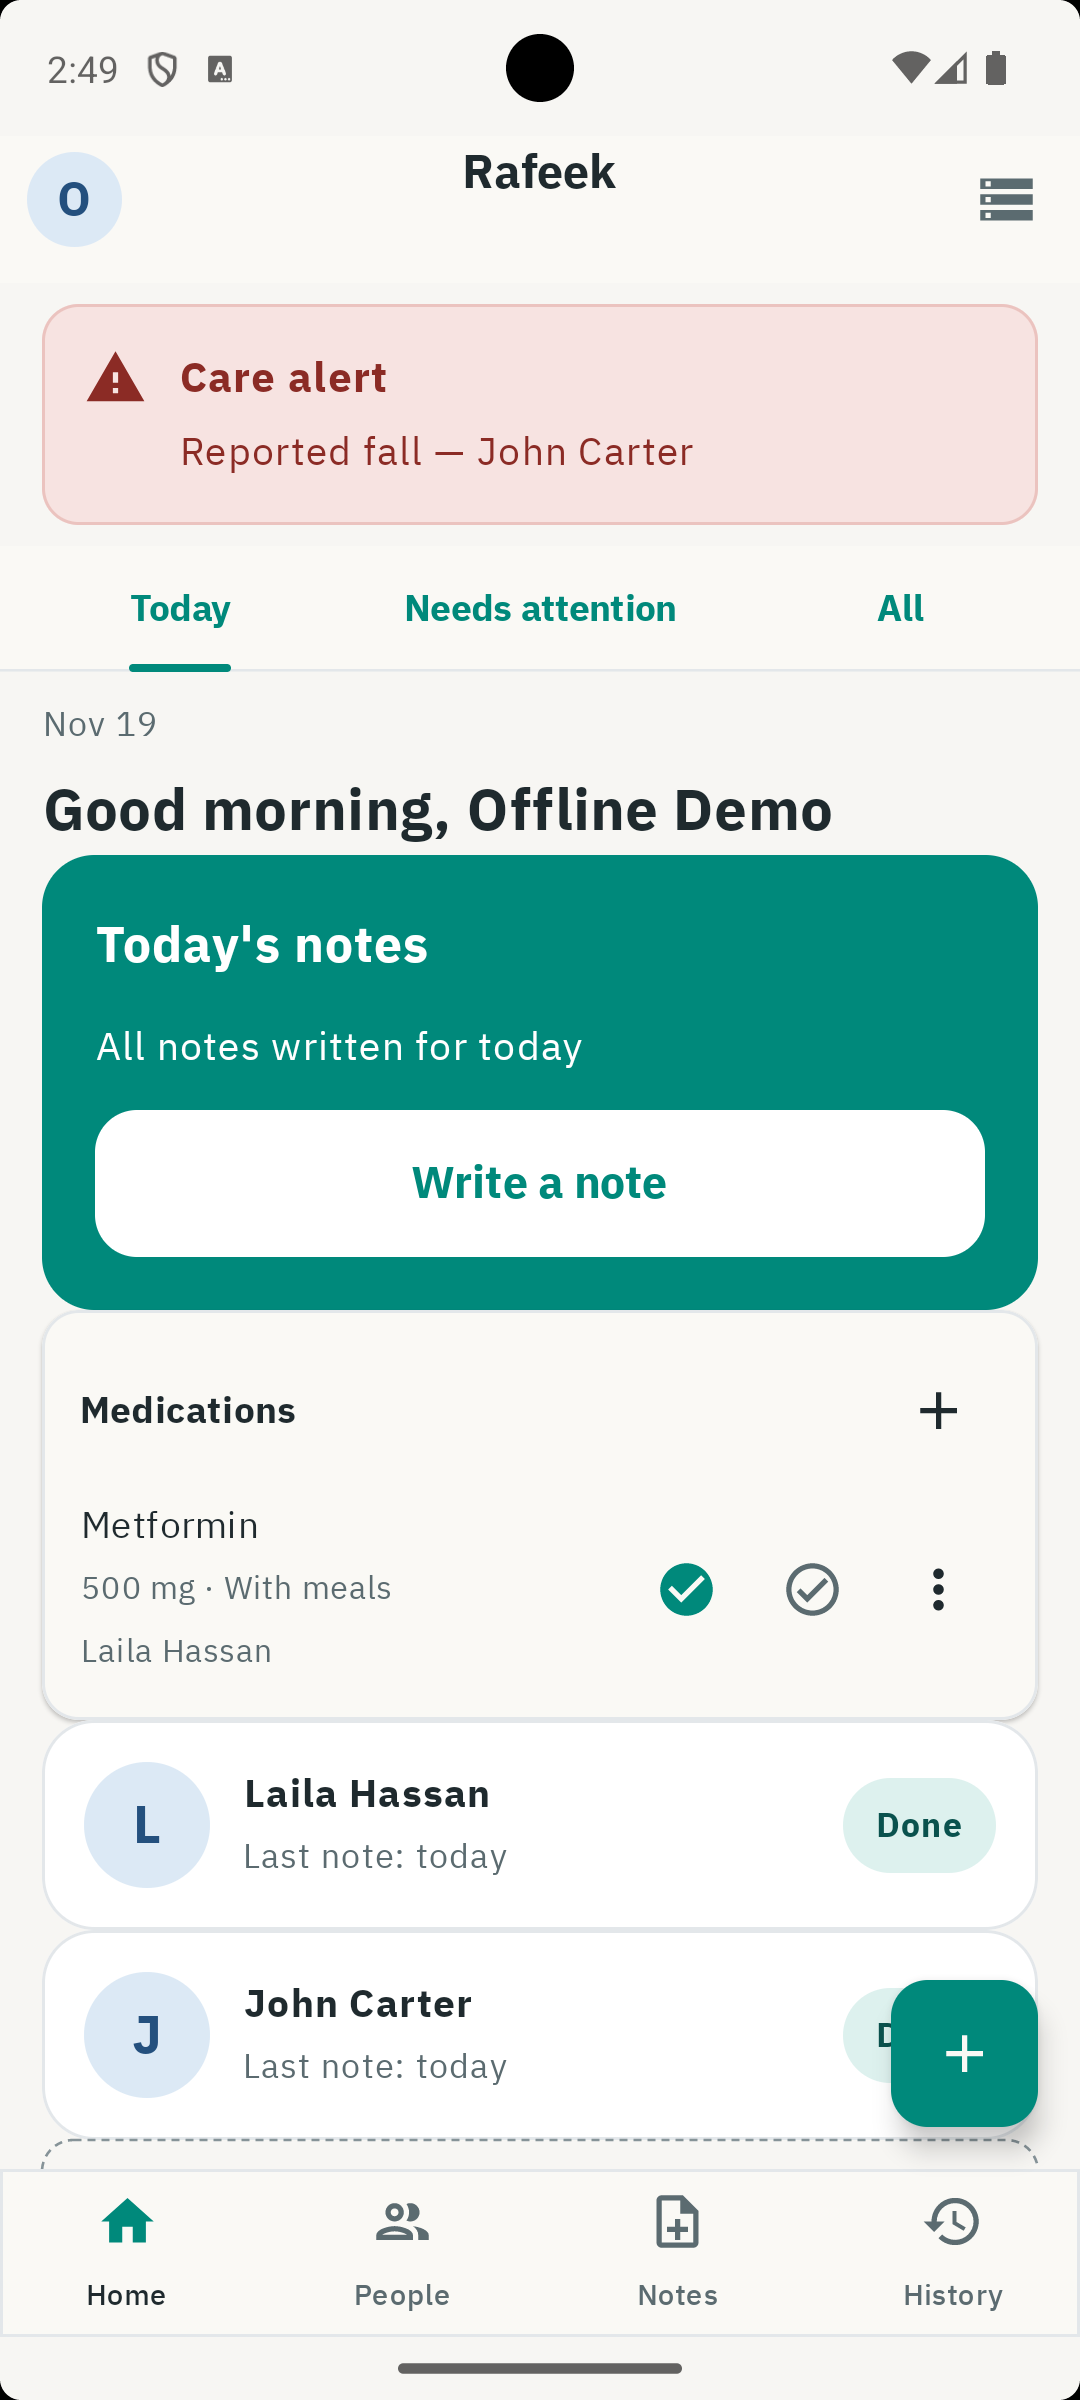 2:49
O
Rafeek
Care alert
Reported fall — John Carter
Today
Needs attention
All
Nov 19
Good morning, Offline Demo
Today's notes
All notes written for today
Write a note
Medications
Metformin
500 mg · With meals
Laila Hassan
L
Laila Hassan
Last note: today
Done
J
John Carter
Last note: today
Home
People
Notes
History